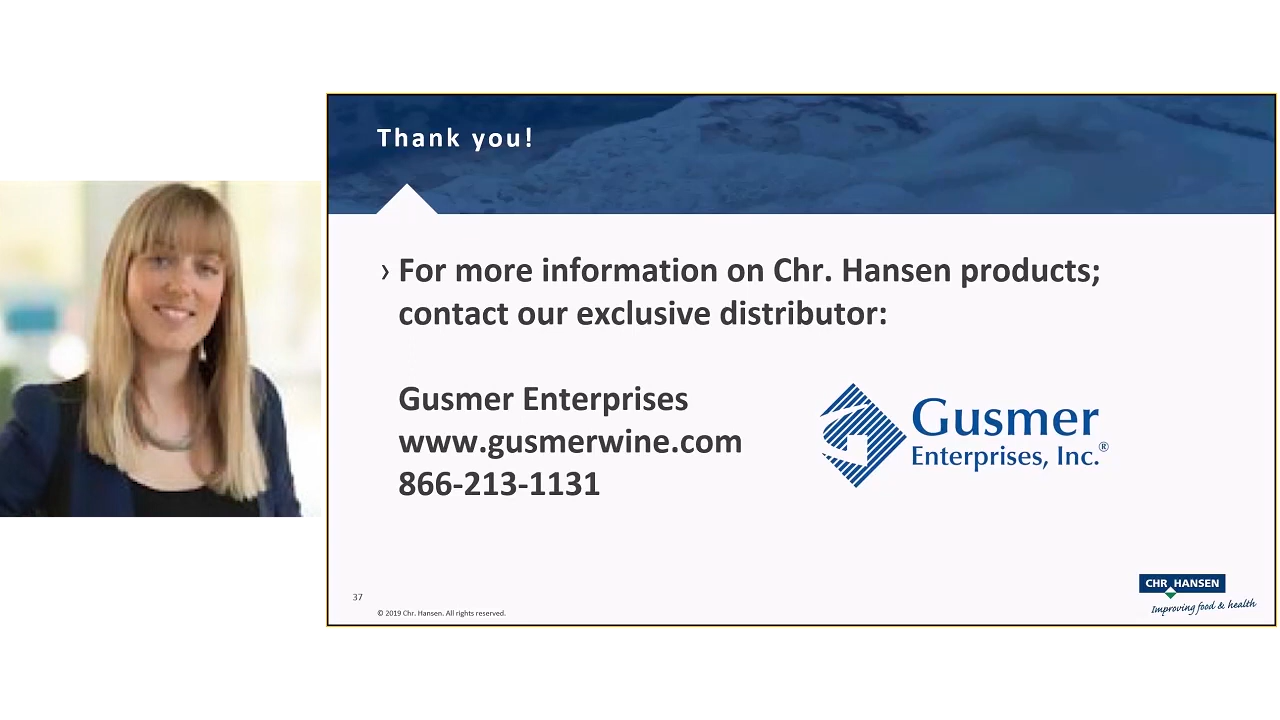 Thank you!
› For more information on Chr. Hansen products;
contact our exclusive distributor:
Gusmer Enterprises
www.gusmerwine.com
866-213-1131
Gusmer
Enterprises, Inc.®
37
© 2019 Chr. Hansen. All rights reserved.
CHR HANSEN
Improving food & health